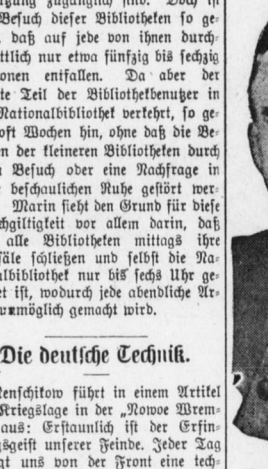 zugänglich sind. Doch ist
Besuch dieser Bibliotheken so ge-
daß auf jede von ihnen durch-
ttlich nur etwa fünfzig bis sechzig
onen entfallen. Da aber der
te Teil der Bibliothekbenutzer in
Nationalbibliothek verkehrt, so ge-
oft Wochen hin, ohne daß die Be-
n der kleineren Bibliotheken durch
Besuch oder eine Nachfrage in
beschaulichen Ruhe gestört wer-
Marin sieht den Grund für diese
chgiltigkeit vor allem darin, daß
alle Bibliotheken mittags ihre
säle schließen und selbst die Na-
albibliothek nur bis sechs Uhr ge-
et ist, wodurch jede abendliche Ar-
unmöglich gemacht wird.
Die deutsche Technik.
enschikow führt in einem Artikel
Kriegslage in der „Nowoe Wrem-
aus: Erstaunlich ist der Erfin-
sgeist unserer Feinde. Jeder Tag
gt uns von der Front eine tech-